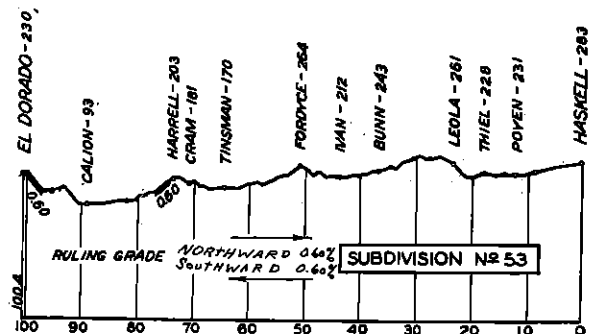 EL DORADO-230,
CALION-93
HARRELL-203
CRAM-181
TINSMAN-170
FORDYCE-264
IVAN-212
BUNN-243
LEOLA-261
THIEL-228
POYEN-231
HASKELL-283
0.60
0.60
RULING GRADE
NORTHWARD 0.60%
SOUTHWARD 0.60%
SUBDIVISION Nº 53
100.4
100 90 80 70 60 50 40 30 20 10 0